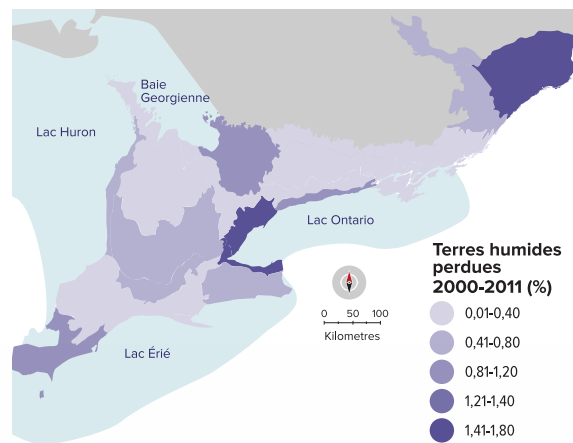 Baie
Georgienne
Lac Huron
Lac Ontario
Lac Érié
0 50 100
Kilometres
Terres humides
perdues
2000-2011 (%)
0,01-0,40
0,41-0,80
0,81-1,20
1,21-1,40
1,41-1,80